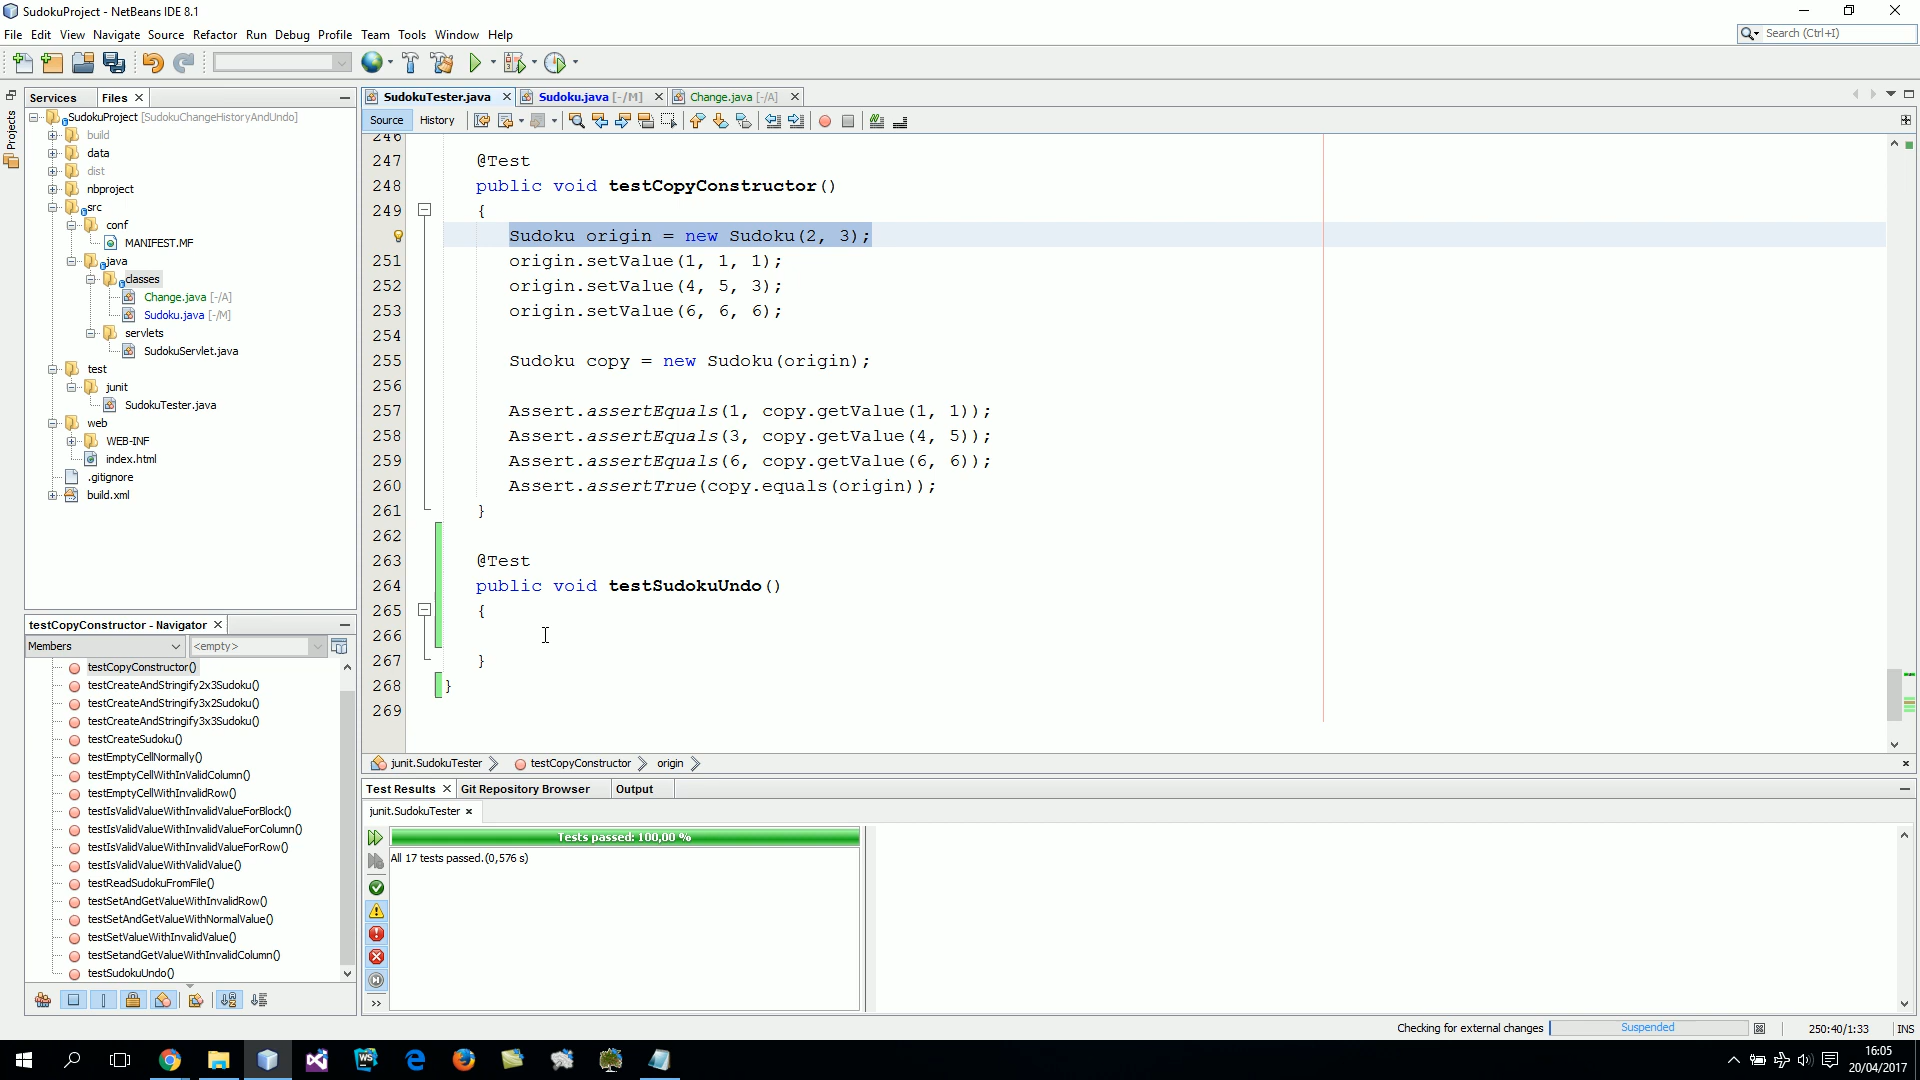 SudokuProject - NetBeans IDE 8.1
File Edit View Navigate Source Refactor Run Debug Profile Team Tools Window Help
Search (Ctrl+I)
Projects
Services
Files
SudokuProject [SudokuChangeHistoryAndUndo]
build
data
dist
nbproject
src
conf
MANIFEST.MF
java
classes
Change.java [-/A]
Sudoku.java [-/M]
servlets
SudokuServlet.java
test
junit
SudokuTester.java
web
WEB-INF
index.html
.gitignore
build.xml
testCopyConstructor - Navigator
Members
<empty>
testCopyConstructor()
testCreateAndStringify2x3Sudoku()
testCreateAndStringify3x2Sudoku()
testCreateAndStringify3x3Sudoku()
testCreateSudoku()
testEmptyCellNormally()
testEmptyCellWithInValidColumn()
testEmptyCellWithInvalidRow()
testIsValidValueWithInvalidValueForBlock()
testIsValidValueWithInvalidValueForColumn()
testIsValidValueWithInvalidValueForRow()
testIsValidValueWithValidValue()
testReadSudokuFromFile()
testSetAndGetValueWithInvalidRow()
testSetAndGetValueWithNormalValue()
testSetValueWithInvalidValue()
testSetandGetValueWithInvalidColumn()
testSudokuUndo()
SudokuTester.java Sudoku.java [-/M] Change.java [-/A]
Source History
246
247 @Test
248 public void testCopyConstructor()
249 {
Sudoku origin = new Sudoku(2, 3);
251 origin.setValue(1, 1, 1);
252 origin.setValue(4, 5, 3);
253 origin.setValue(6, 6, 6);
254
255 Sudoku copy = new Sudoku(origin);
256
257 Assert.assertEquals(1, copy.getValue(1, 1));
258 Assert.assertEquals(3, copy.getValue(4, 5));
259 Assert.assertEquals(6, copy.getValue(6, 6));
260 Assert.assertTrue(copy.equals(origin));
261 }
262
263 @Test
264 public void testSudokuUndo()
265 {
266
267 }
268 }
269
junit.SudokuTester testCopyConstructor origin
Test Results Git Repository Browser Output
junit.SudokuTester
Tests passed: 100,00 %
All 17 tests passed.(0,576 s)
Checking for external changes Suspended 250:40/1:33 INS
16:05
20/04/2017